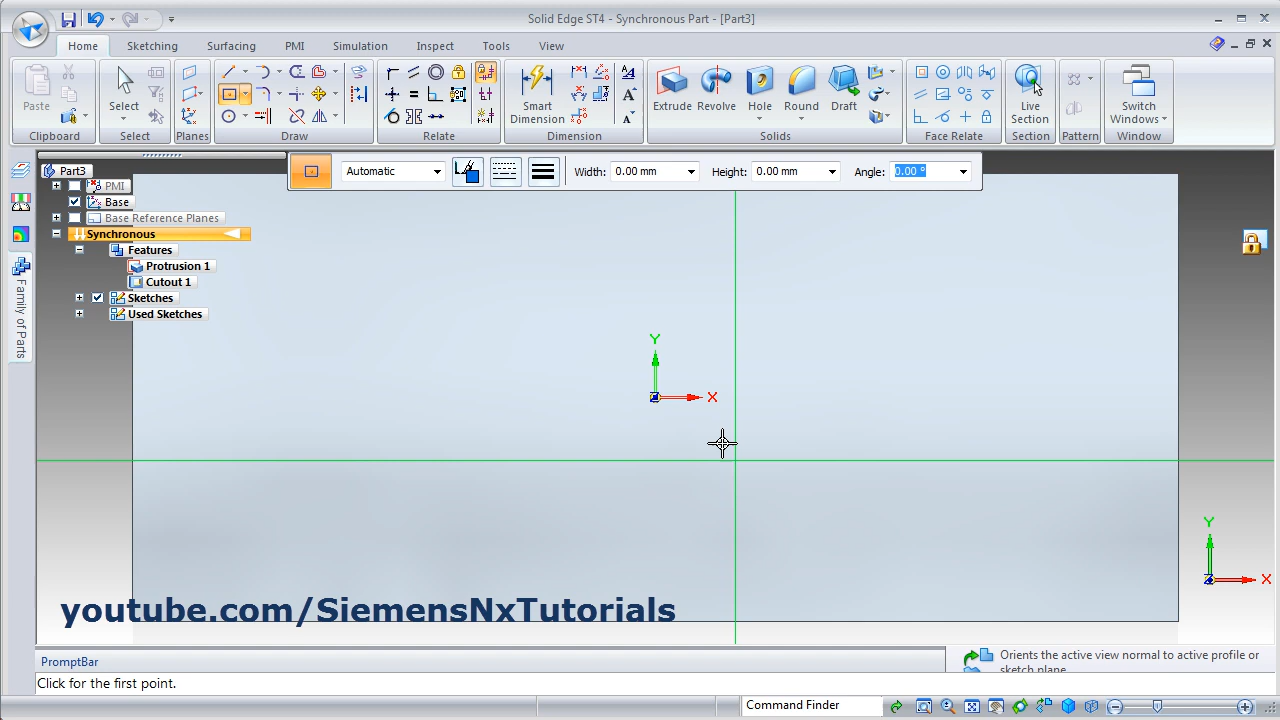 Solid Edge ST4 - Synchronous Part - [Part3]
Home Sketching Surfacing PMI Simulation Inspect Tools View
Paste
Select
Smart Dimension
Extrude Revolve Hole Round Draft
Live Section
Switch Windows
Clipboard Select Planes Draw Relate Dimension Solids Face Relate Section Pattern Window
Automatic Width: 0.00 mm Height: 0.00 mm Angle: 0.00 °
Part3
PMI
Base
Base Reference Planes
Synchronous
Features
Protrusion 1
Cutout 1
Sketches
Used Sketches
Family of Parts
Y
X
Y
X
youtube.com/SiemensNxTutorials
PromptBar
Click for the first point.
Orients the active view normal to active profile or
sketch plane.
Command Finder